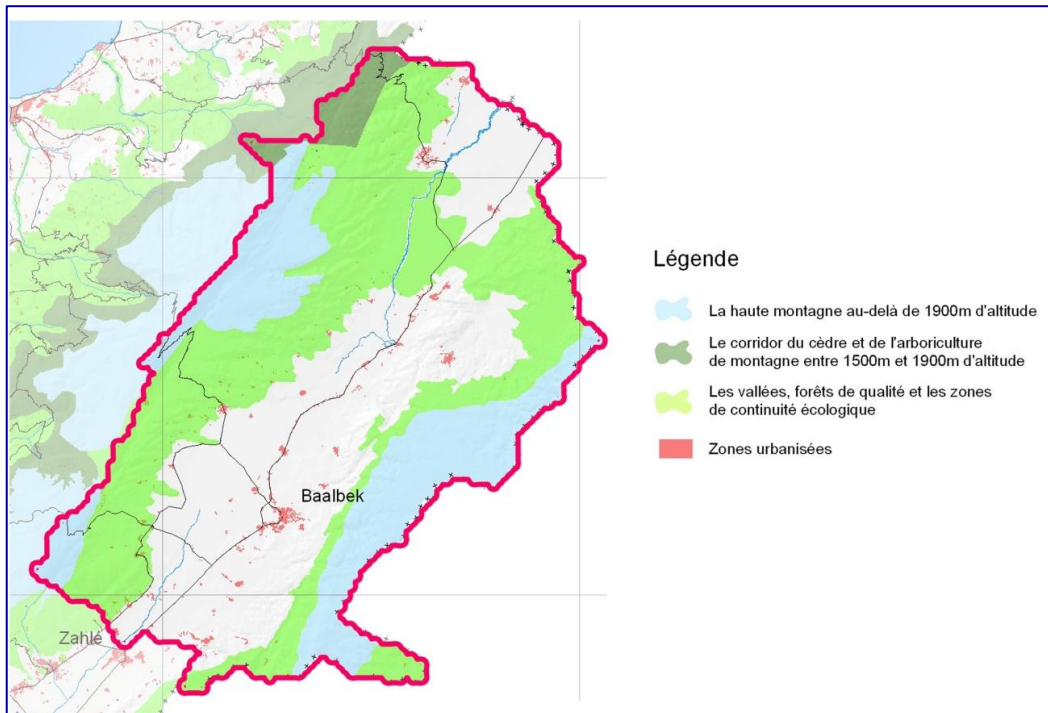 Légende
La haute montagne au-delà de 1900m d'altitude
Le corridor du cèdre et de l'arboriculture
de montagne entre 1500m et 1900m d'altitude
Les vallées, forêts de qualité et les zones
de continuité écologique
Zones urbanisées
Baalbek
Zahlé